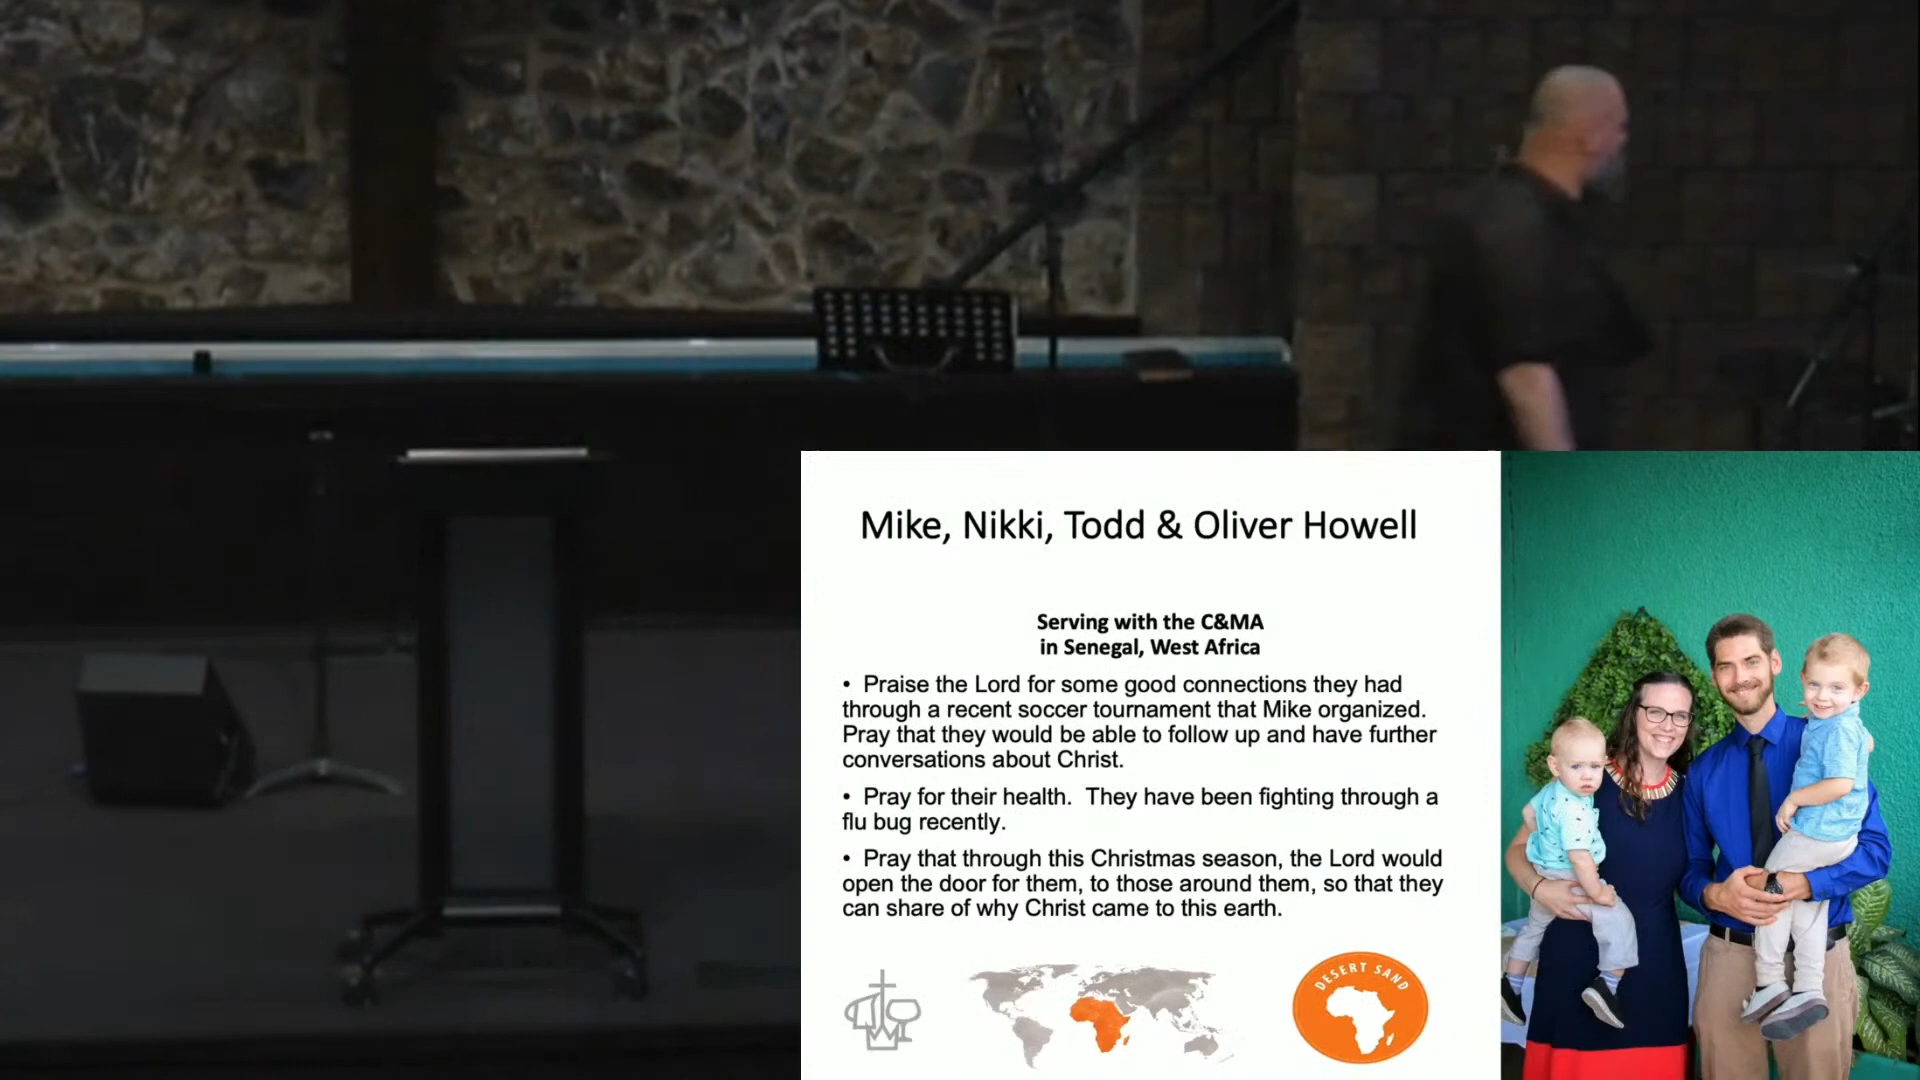 Mike, Nikki, Todd & Oliver Howell
Serving with the C&MA
in Senegal, West Africa
• Praise the Lord for some good connections they had
through a recent soccer tournament that Mike organized.
Pray that they would be able to follow up and have further
conversations about Christ.
• Pray for their health.  They have been fighting through a
flu bug recently.
• Pray that through this Christmas season, the Lord would
open the door for them, to those around them, so that they
can share of why Christ came to this earth.
DESERT SAND